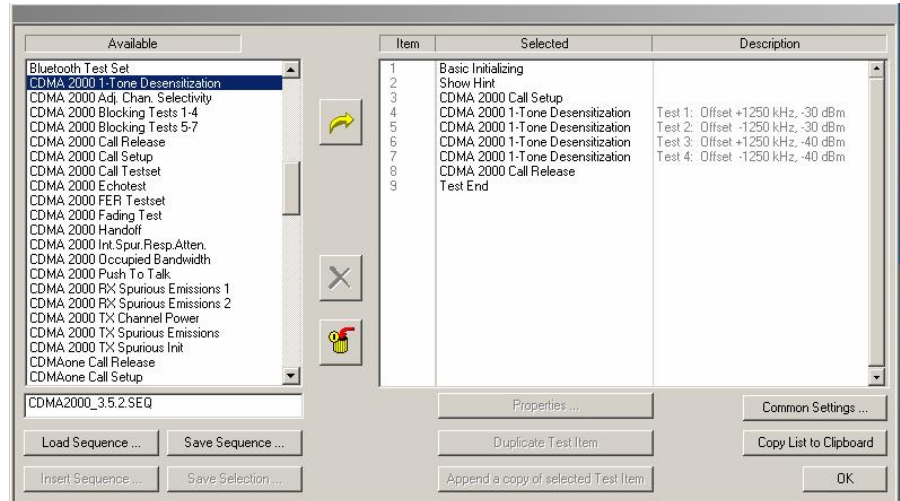 Available
Bluetooth Test Set
CDMA 2000 1-Tone Desensitization
CDMA 2000 Adj. Chan. Selectivity
CDMA 2000 Blocking Tests 1-4
CDMA 2000 Blocking Tests 5-7
CDMA 2000 Call Release
CDMA 2000 Call Setup
CDMA 2000 Call Testset
CDMA 2000 Echotest
CDMA 2000 FER Testset
CDMA 2000 Fading Test
CDMA 2000 Handoff
CDMA 2000 Int.Spur.Resp.Atten.
CDMA 2000 Occupied Bandwidth
CDMA 2000 Push To Talk
CDMA 2000 RX Spurious Emissions 1
CDMA 2000 RX Spurious Emissions 2
CDMA 2000 TX Channel Power
CDMA 2000 TX Spurious Emissions
CDMA 2000 TX Spurious Init
CDMAone Call Release
CDMAone Call Setup
CDMA2000_3.5.2.SEQ
Load Sequence ... Save Sequence ...
Insert Sequence ... Save Selection ...
Item Selected Description
1 Basic Initializing
2 Show Hint
3 CDMA 2000 Call Setup
4 CDMA 2000 1-Tone Desensitization Test 1: Offset +1250 kHz, -30 dBm
5 CDMA 2000 1-Tone Desensitization Test 2: Offset -1250 kHz, -30 dBm
6 CDMA 2000 1-Tone Desensitization Test 3: Offset +1250 kHz, -40 dBm
7 CDMA 2000 1-Tone Desensitization Test 4: Offset -1250 kHz, -40 dBm
8 CDMA 2000 Call Release
9 Test End
Properties ... Common Settings ...
Duplicate Test Item Copy List to Clipboard
Append a copy of selected Test Item OK